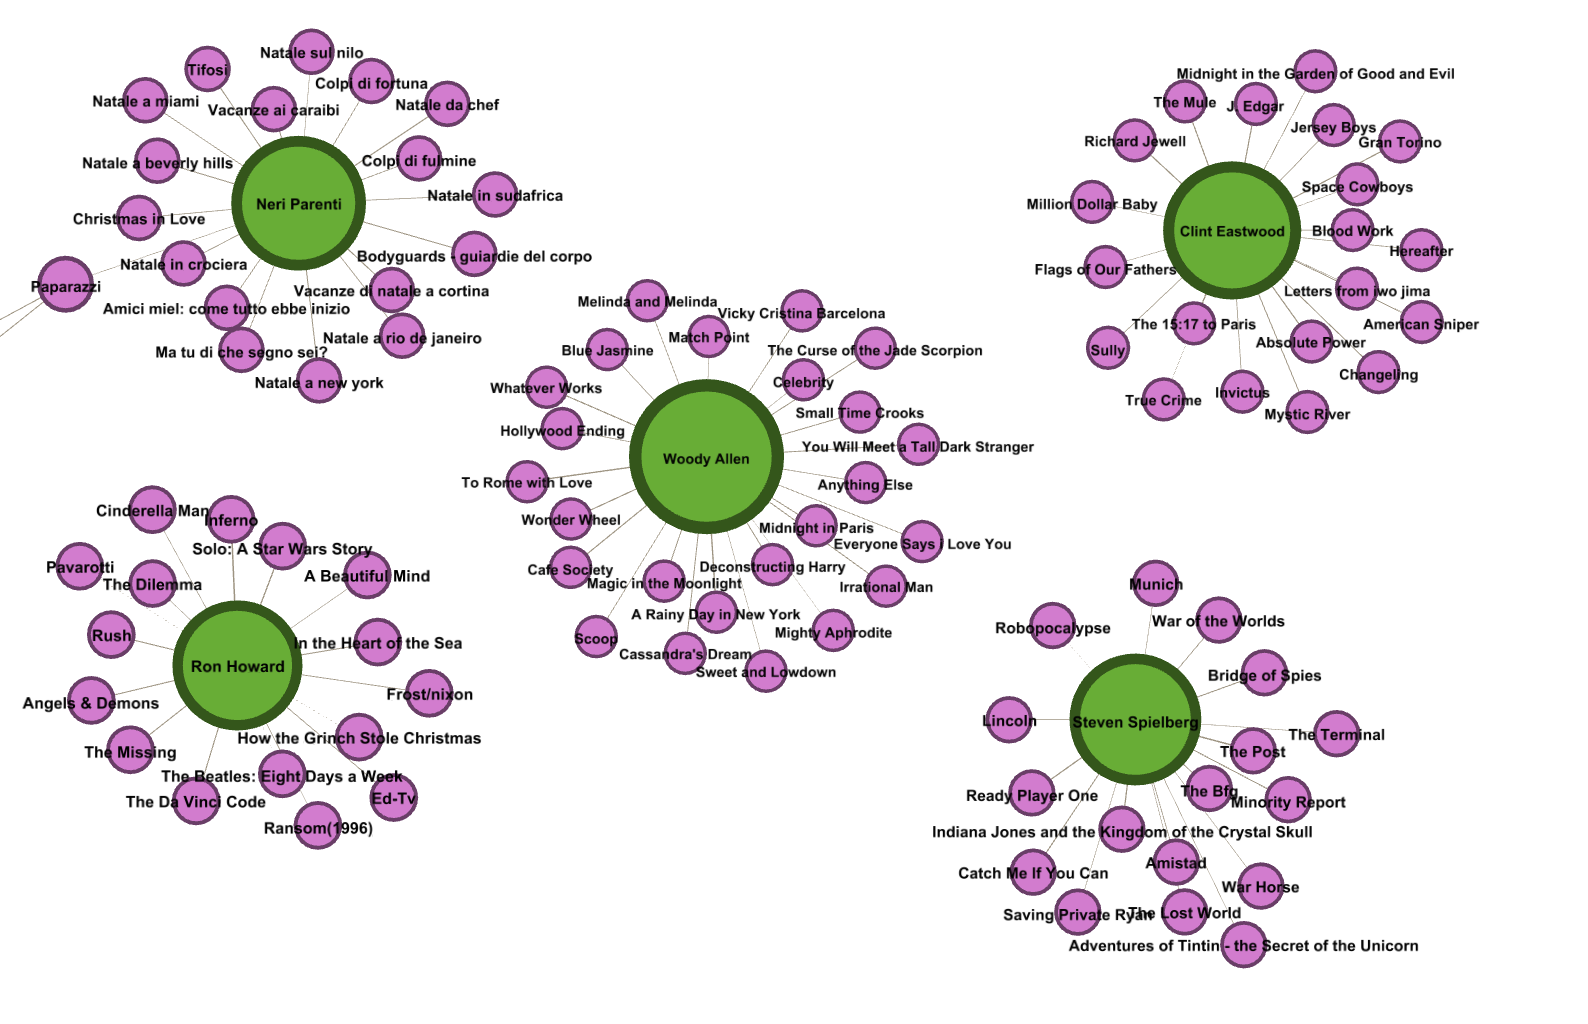 Natale sul nilo
Tifosi
Colpi di fortuna
Natale a miami
Vacanze ai caraibi
Natale da chef
Natale a beverly hills
Colpi di fulmine
Neri Parenti
Natale in sudafrica
Christmas in Love
Natale in crociera
Bodyguards - guiardie del corpo
Paparazzi
Vacanze di natale a cortina
Amici miel: come tutto ebbe inizio
Natale a rio de janeiro
Ma tu di che segno sei?
Natale a new york
Midnight in the Garden of Good and Evil
The Mule
J. Edgar
Jersey Boys
Richard Jewell
Gran Torino
Space Cowboys
Million Dollar Baby
Clint Eastwood
Blood Work
Hereafter
Flags of Our Fathers
Letters from iwo jima
The 15:17 to Paris
American Sniper
Sully
Absolute Power
Changeling
True Crime
Invictus
Mystic River
Melinda and Melinda
Vicky Cristina Barcelona
Match Point
Blue Jasmine
The Curse of the Jade Scorpion
Celebrity
Whatever Works
Small Time Crooks
Hollywood Ending
You Will Meet a Tall Dark Stranger
Woody Allen
To Rome with Love
Anything Else
Wonder Wheel
Midnight in Paris
Everyone Says i Love You
Cafe Society
Deconstructing Harry
Magic in the Moonlight
Irrational Man
A Rainy Day in New York
Scoop
Mighty Aphrodite
Cassandra's Dream
Sweet and Lowdown
Cinderella Man
Inferno
Solo: A Star Wars Story
Pavarotti
The Dilemma
A Beautiful Mind
Rush
In the Heart of the Sea
Ron Howard
Frost/nixon
Angels & Demons
How the Grinch Stole Christmas
The Missing
The Beatles: Eight Days a Week
The Da Vinci Code
Ed-Tv
Ransom(1996)
Munich
War of the Worlds
Robopocalypse
Bridge of Spies
Lincoln
Steven Spielberg
The Terminal
The Post
The Bfg
Ready Player One
Minority Report
Indiana Jones and the Kingdom of the Crystal Skull
Amistad
Catch Me If You Can
War Horse
Saving Private Ryan
The Lost World
Adventures of Tintin - the Secret of the Unicorn